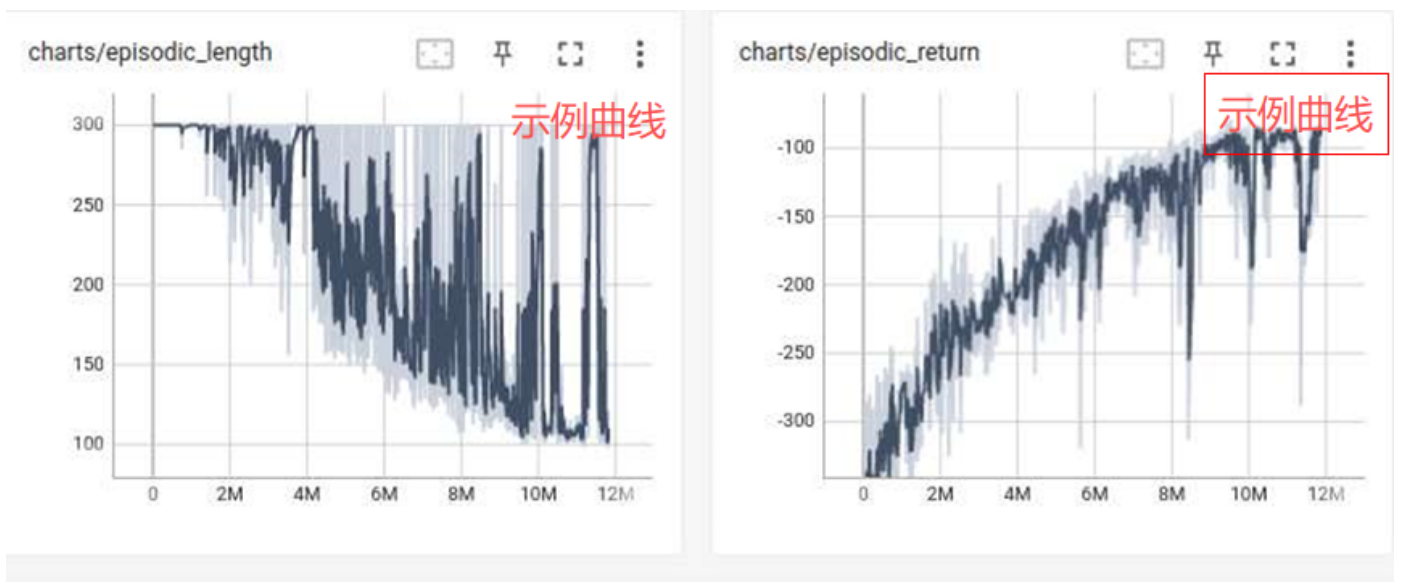 charts/episodic_length
示例曲线
300
250
200
150
100
0 2M 4M 6M 8M 10M 12M
charts/episodic_return
示例曲线
-100
-150
-200
-250
-300
0 2M 4M 6M 8M 10M 12M